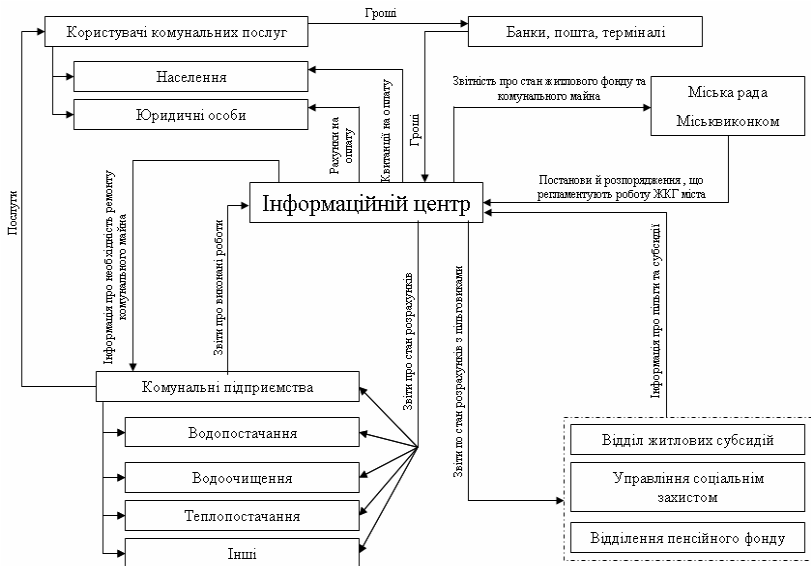 Гроші
Користувачі комунальних послуг
Банки, пошта, терміналі
Населення
Юридичні особи
Рахунки на
оплату
Квитанції на оплату
Гроші
Звітність про стан житлового фонду та
комунального майна
Міська рада
Міськвиконком
Постанови й розпорядження , що
регламентують роботу ЖКГ міста
Інформаційній центр
Послуги
Інформація про необхідність ремонту
комунального майна
Звіти про виконані роботи
Звіти про стан розрахунків
Звіти по стан розрахунків з пільговиками
Інформація про пільги та субсидії
Комунальні підприємства
Водопостачання
Водоочищення
Теплопостачання
Інші
Відділ житлових субсидій
Управління соціальнім
захистом
Відділення пенсійного фонду